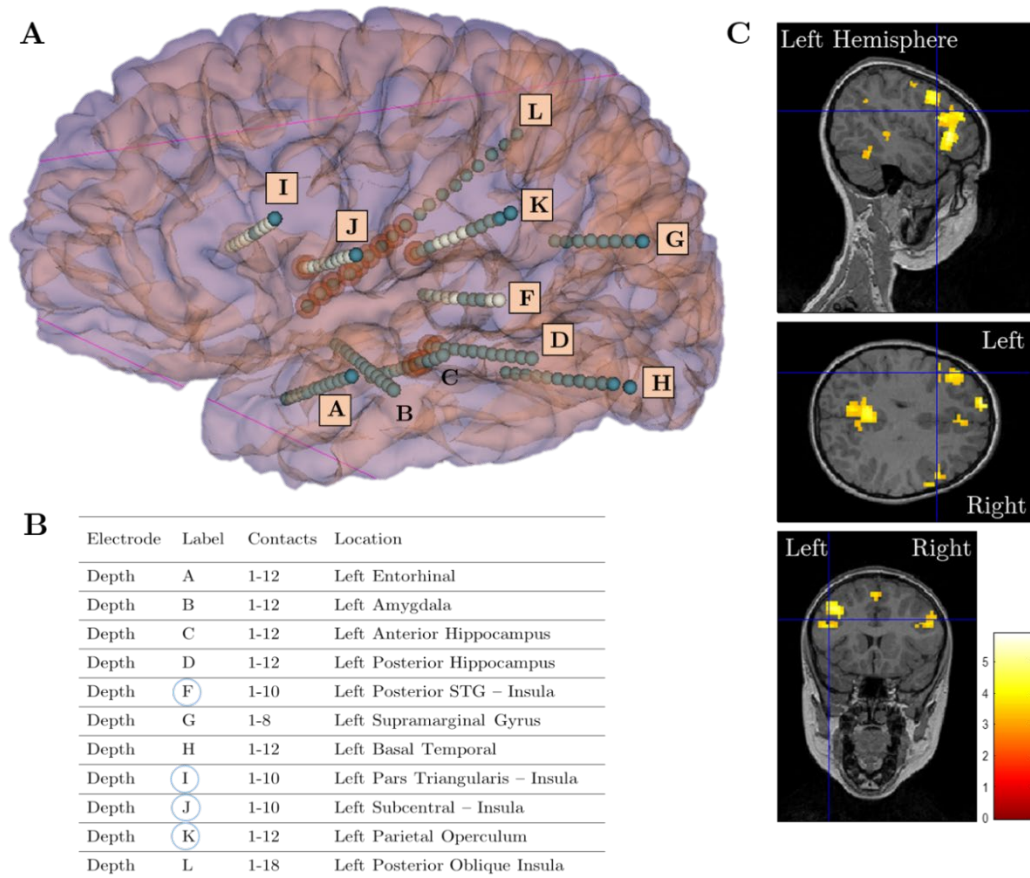 A
L
I
K
J
G
F
D
C
H
A
B
B
Electrode Label Contacts Location
Depth A 1-12 Left Entorhinal
Depth B 1-12 Left Amygdala
Depth C 1-12 Left Anterior Hippocampus
Depth D 1-12 Left Posterior Hippocampus
Depth F 1-10 Left Posterior STG – Insula
Depth G 1-8 Left Supramarginal Gyrus
Depth H 1-12 Left Basal Temporal
Depth I 1-10 Left Pars Triangularis – Insula
Depth J 1-10 Left Subcentral – Insula
Depth K 1-12 Left Parietal Operculum
Depth L 1-18 Left Posterior Oblique Insula
C
Left Hemisphere
Left
Right
Left Right
5
4
3
2
1
0